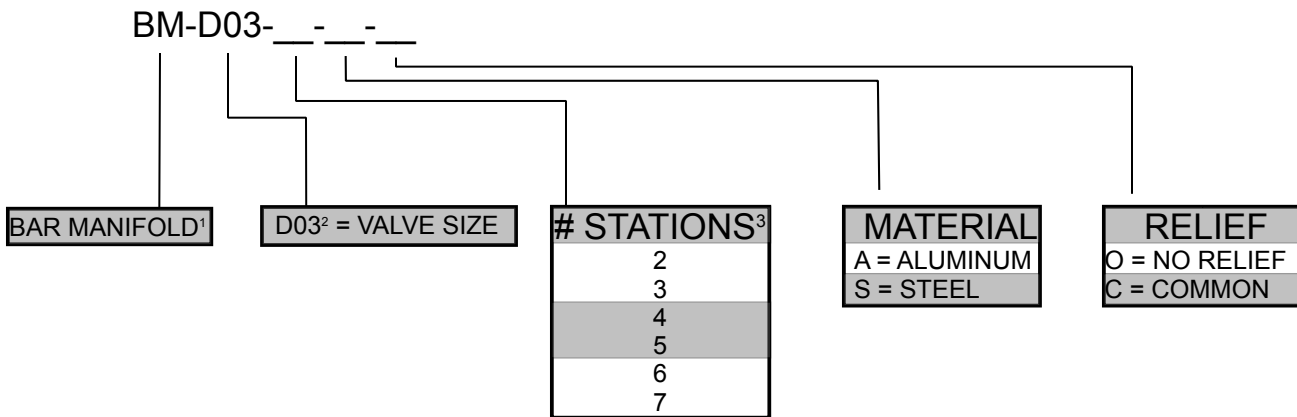 BM-D03-__-__-__
BAR MANIFOLD¹
D03² = VALVE SIZE
# STATIONS³
2
3
4
5
6
7
MATERIAL
A = ALUMINUM
S = STEEL
RELIEF
O = NO RELIEF
C = COMMON